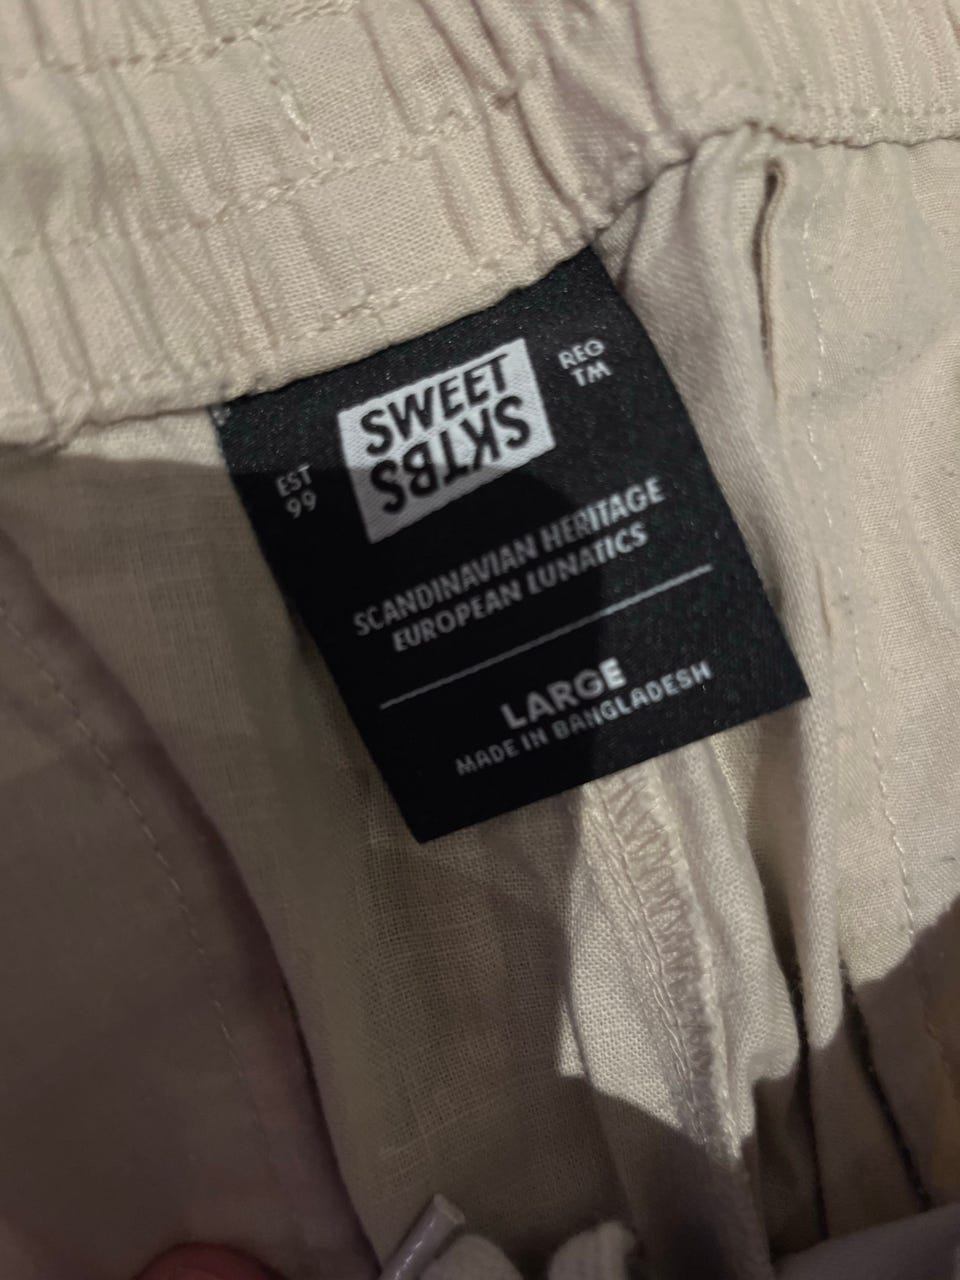 SWEET
SKTBS
REG
TM
EST
99
SCANDINAVIAN HERITAGE
EUROPEAN LUNATICS
LARGE
MADE IN BANGLADESH